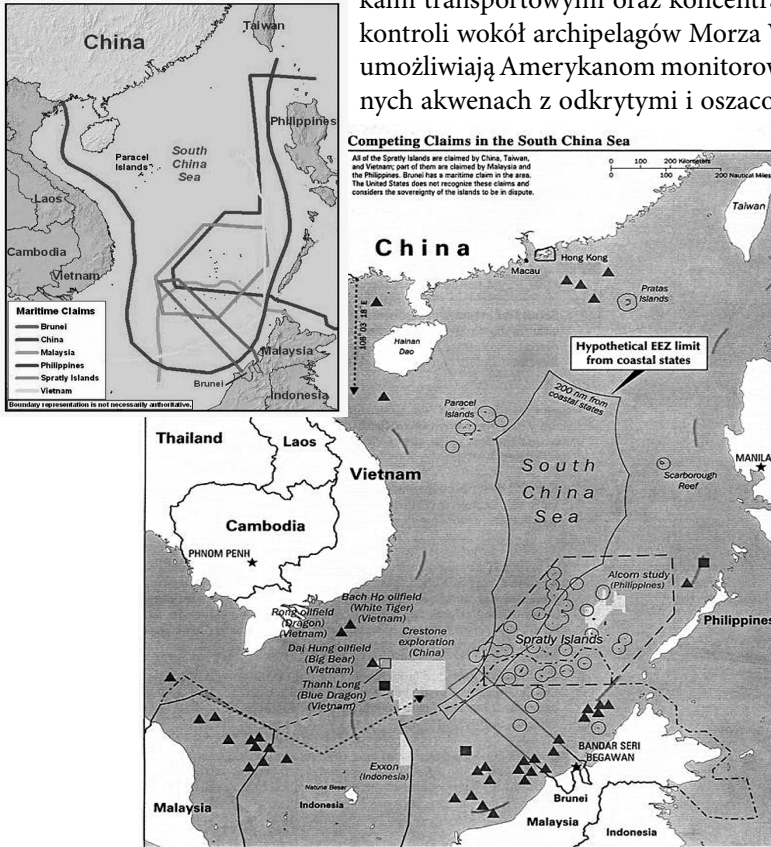 kami transportowymi oraz koncentra
kontroli wokół archipelagów Morza
umożliwiają Amerykanom monitorow
nych akwenach z odkrytymi i oszaco
China
Taiwan
Philippines
Paracel
Islands
South
China
Sea
Laos
Cambodia
Vietnam
Malaysia
Brunei
Indonesia
Maritime Claims
Brunei
China
Malaysia
Philippines
Spratly Islands
Vietnam
Boundary representation is not necessarily authoritative.
Competing Claims in the South China Sea
All of the Spratly Islands are claimed by China, Taiwan,
and Vietnam; part of them are claimed by Malaysia and
the Philippines. Brunei has a maritime claim in the area.
The United States does not recognize these claims and
considers the sovereignty of the islands to be in dispute.
0 100 200 Kilometers
0 100 200 Nautical Miles
Taiwan
China
Hong Kong
Macau
Pratas
Islands
Hainan
Dao
Hypothetical EEZ limit
from coastal states
200 nm from
coastal states
Paracel
Islands
Thailand
Laos
Vietnam
South
China
Sea
Scarborough
Reef
MANILA
Cambodia
PHNOM PENH
Alcorn study
(Philippines)
Bach Hp oilfield
(White Tiger)
(Vietnam)
Rong oilfield
(Dragon)
(Vietnam)
Crestone
exploration
(China)
Dai Hung oilfield
(Big Bear)
(Vietnam)
Thanh Long
(Blue Dragon)
(Vietnam)
Spratly Islands
Philippines
Exxon
(Indonesia)
BANDAR SERI
BEGAWAN
Natuna Besar
Indonesia
Malaysia
Brunei
Malaysia
Indonesia